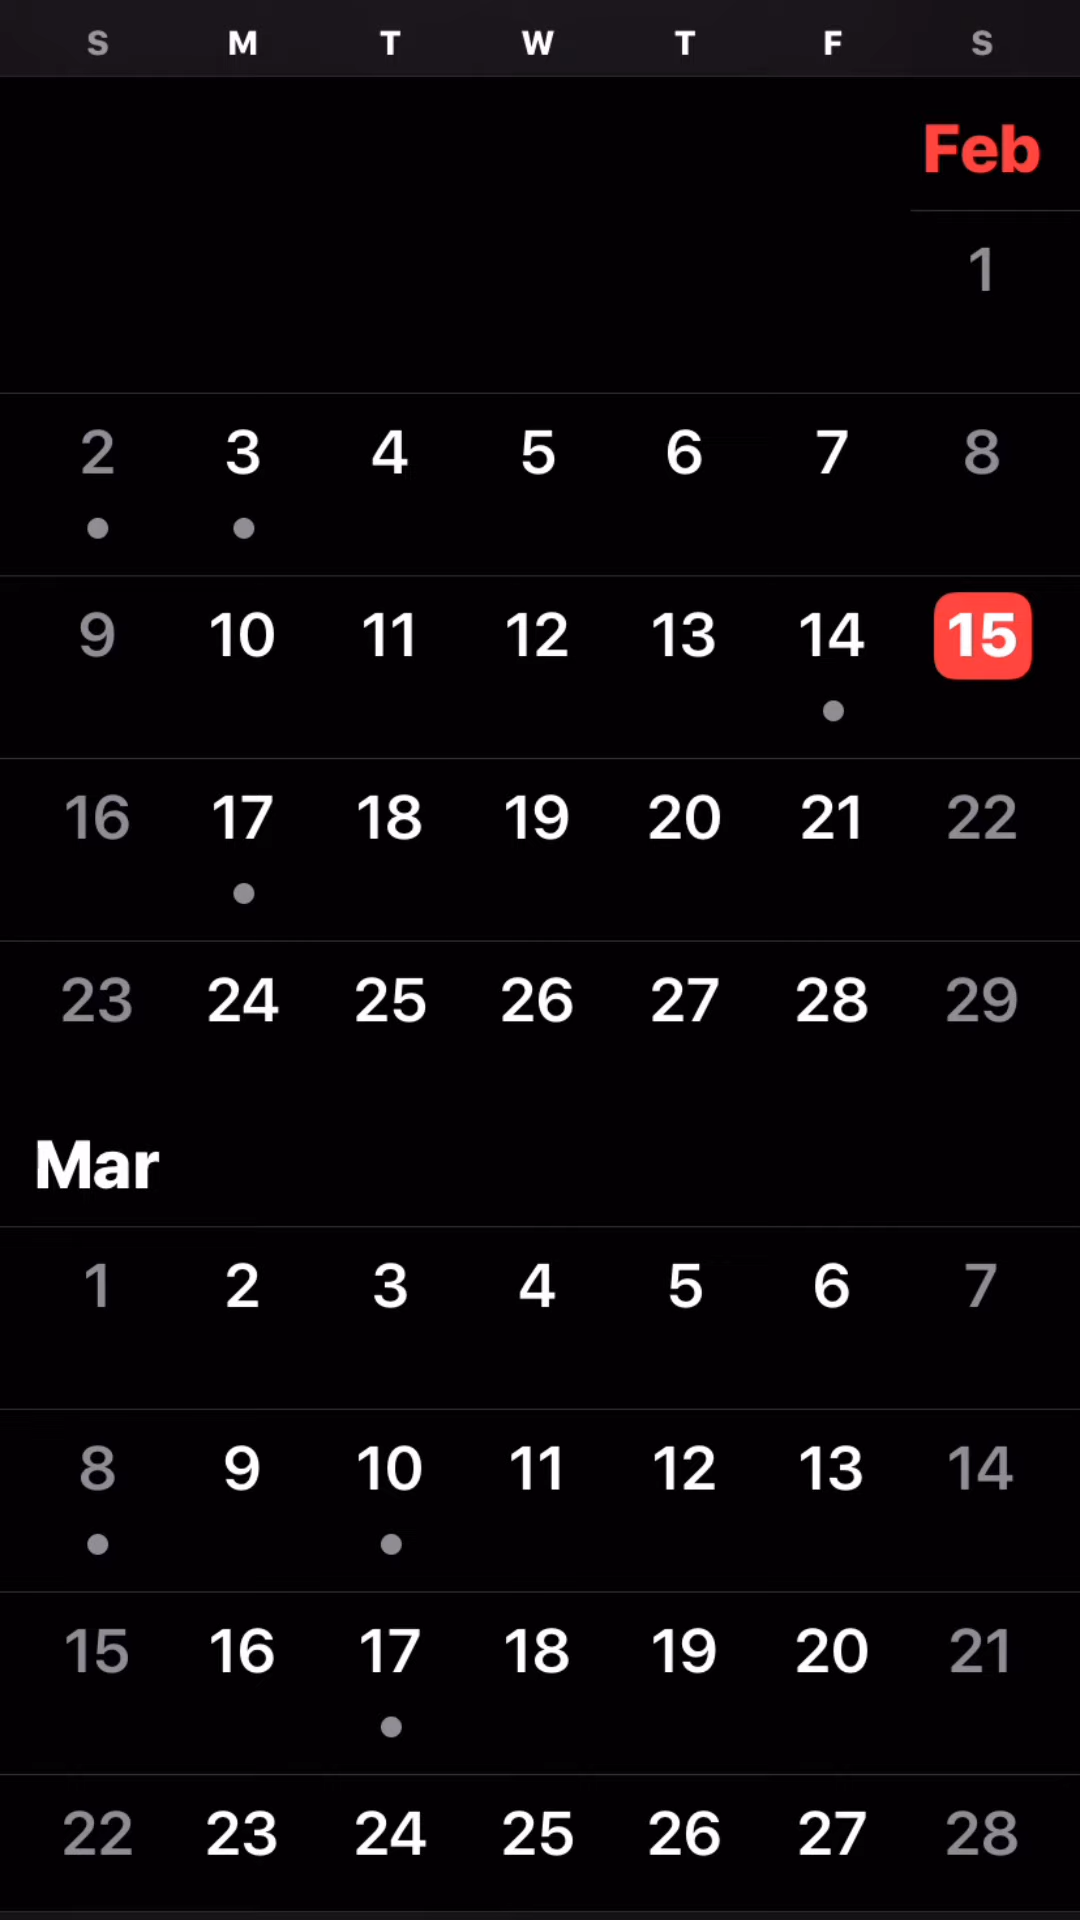 S M T W T F S
Feb
1
2 3 4 5 6 7 8
9 10 11 12 13 14 15
16 17 18 19 20 21 22
23 24 25 26 27 28 29
Mar
1 2 3 4 5 6 7
8 9 10 11 12 13 14
15 16 17 18 19 20 21
22 23 24 25 26 27 28